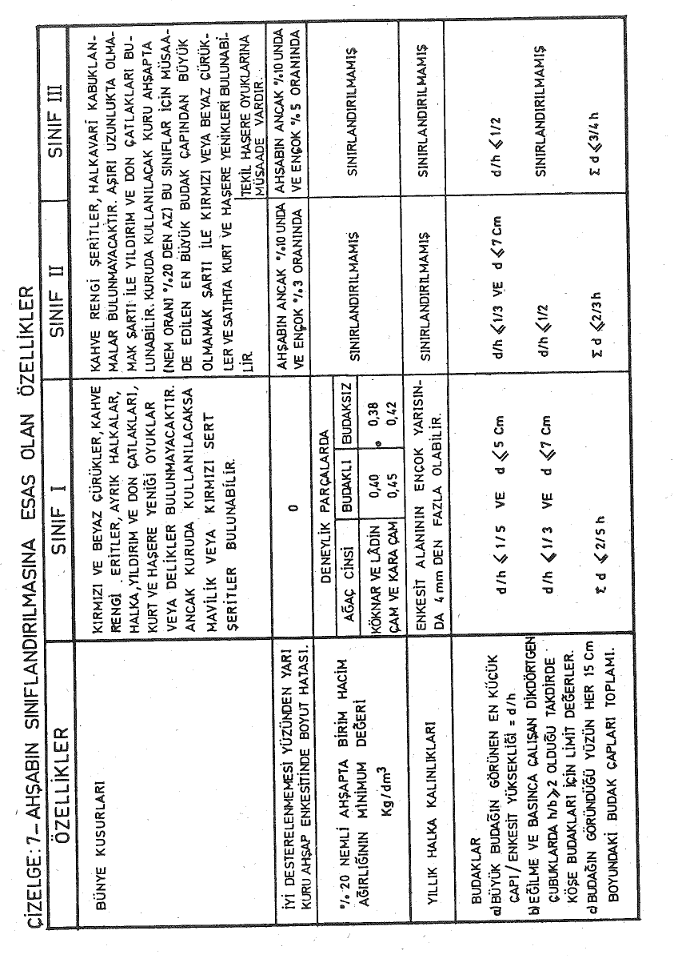 ÇİZELGE: 7_ AHŞABIN SINIFLANDIRILMASINA ESAS OLAN ÖZELLİKLER
ÖZELLİKLER
SINIF I
SINIF II
SINIF III
BÜNYE KUSURLARI
KIRMIZI VE BEYAZ ÇÜRÜKLER, KAHVE
RENGİ ERİTLER, AYRIK HALKALAR,
HALKA, YILDIRIM VE DON ÇATLAKLARI,
KURT VE HAŞERE YENİĞİ OYUKLAR
VEYA DELİKLER BULUNMAYACAKTIR.
ANCAK KURUDA KULLANILACAKSA
MAVİLİK VEYA KIRMIZI SERT
ŞERİTLER BULUNABİLİR.
KAHVE RENGİ ŞERİTLER, HALKAVARİ KABUKLAN-
MALAR BULUNMAYACAKTIR. AŞIRI UZUNLUKTA OLMA-
MAK ŞARTI İLE YILDIRIM VE DON ÇATLAKLARI BU-
LUNABİLİR. KURUDA KULLANILACAK KURU AHŞAPTA
(NEM ORANI %20 DEN AZ) BU SINIFLAR İÇİN MÜSAA-
DE EDİLEN EN BÜYÜK BUDAK ÇAPINDAN BÜYÜK
OLMAMAK ŞARTI İLE KIRMIZI VEYA BEYAZ ÇÜRÜK-
LER VE SATIHTA KURT VE HAŞERE YENİKLERİ BULUNABİ-
LİR.
TEKİL HAŞERE OYUKLARINA
MÜSAADE VARDIR.
İYİ DESTERELENMEMESİ YÜZÜNDEN YARI
KURU AHŞAP ENKESİTİNDE BOYUT HATASI.
0
AHŞABIN ANCAK %10 UNDA
VE ENÇOK %3 ORANINDA
AHŞABIN ANCAK %10 UNDA
VE ENÇOK %5 ORANINDA
% 20 NEMLİ AHŞAPTA BİRİM HACİM
AĞIRLIĞININ MİNİMUM DEĞERİ
Kg/dm³
DENEYLİK PARÇALARDA
AĞAÇ CİNSİ BUDAKLI BUDAKSIZ
KÖKNAR VE LÂDİN 0,40 0,38
ÇAM VE KARA ÇAM 0,45 0,42
SINIRLANDIRILMAMIŞ
SINIRLANDIRILMAMIŞ
YILLIK HALKA KALINLIKLARI
ENKESİT ALANININ ENÇOK YARISIN-
DA 4 mm DEN FAZLA OLABİLİR.
SINIRLANDIRILMAMIŞ
SINIRLANDIRILMAMIŞ
BUDAKLAR
a) BÜYÜK BUDAĞIN GÖRÜNEN EN KÜÇÜK
ÇAPI / ENKESİT YÜKSEKLİĞİ = d/h
d/h ≤ 1/5 VE d ≤ 5 Cm
d/h ≤ 1/3 VE d ≤ 7 Cm
d/h ≤ 1/2
b) EĞİLME VE BASINCA ÇALIŞAN DİKDÖRTGEN
ÇUBUKLARDA h/b ≥ 2 OLDUĞU TAKDİRDE
KÖŞE BUDAKLARI İÇİN LİMİT DEĞERLER.
d/h ≤ 1/3 VE d ≤ 7 Cm
d/h ≤ 1/2
SINIRLANDIRILMAMIŞ
c) BUDAĞIN GÖRÜNDÜĞÜ YÜZÜN HER 15 Cm
BOYUNDAKİ BUDAK ÇAPLARI TOPLAMI.
Σ d ≤ 2/5 h
Σ d ≤ 2/3 h
Σ d ≤ 3/4 h